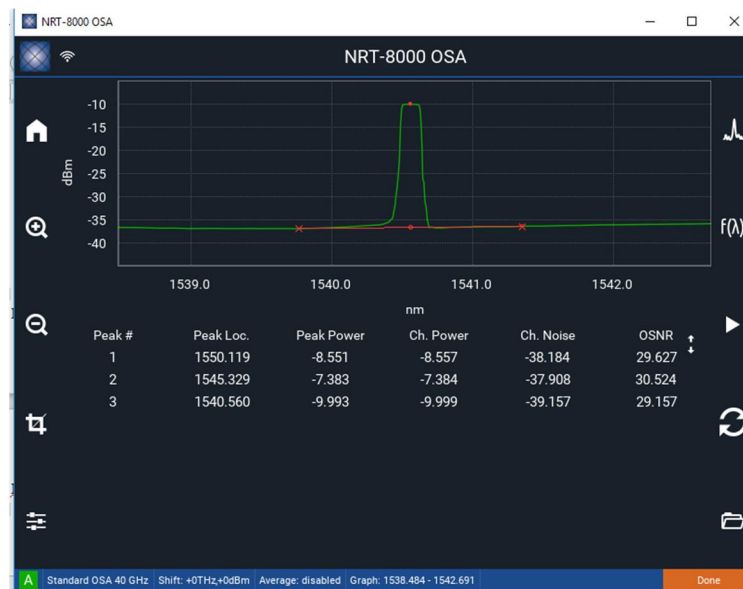 NRT-8000 OSA
NRT-8000 OSA
-10
-15
-20
-25
-30
-35
-40
dBm
f(λ)
1539.0 1540.0 1541.0 1542.0
nm
Peak # Peak Loc. Peak Power Ch. Power Ch. Noise OSNR
1 1550.119 -8.551 -8.557 -38.184 29.627
2 1545.329 -7.383 -7.384 -37.908 30.524
3 1540.560 -9.993 -9.999 -39.157 29.157
A Standard OSA 40 GHz Shift: +0THz,+0dBm Average: disabled Graph: 1538.484 - 1542.691 Done